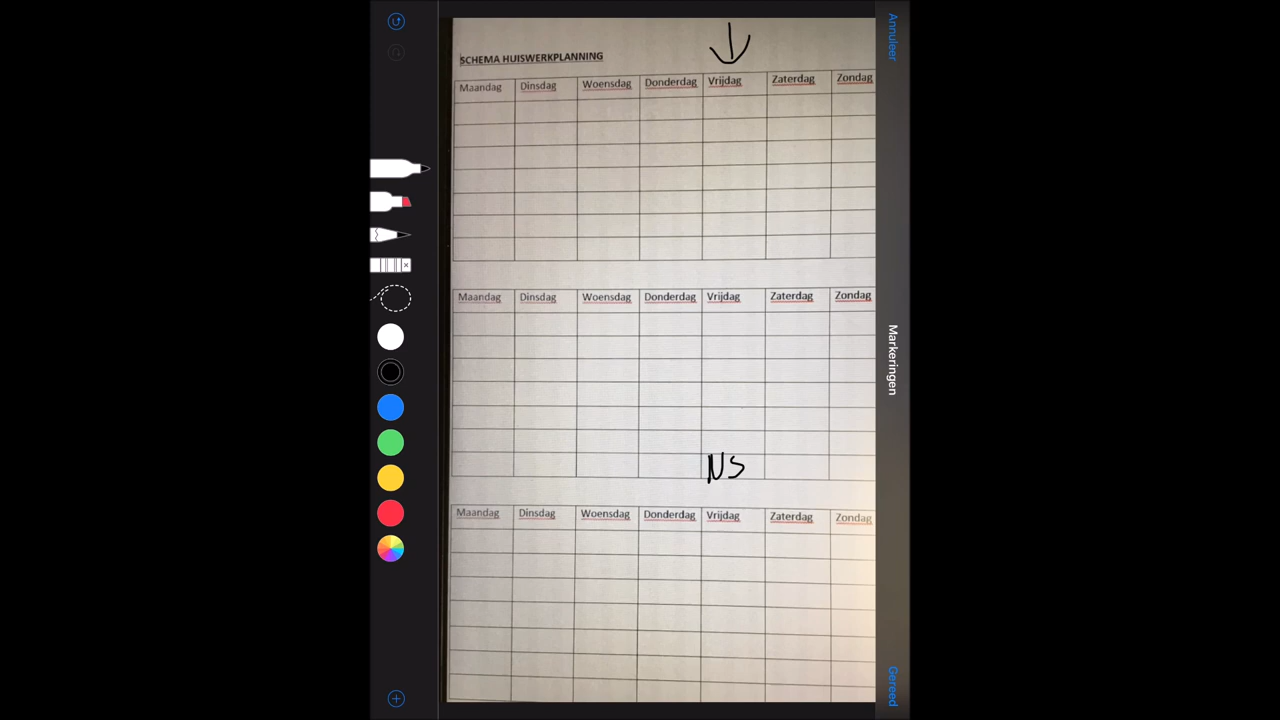 SCHEMA HUISWERKPLANNING
Maandag Dinsdag Woensdag Donderdag Vrijdag Zaterdag Zondag
Maandag Dinsdag Woensdag Donderdag Vrijdag Zaterdag Zondag
NS
Maandag Dinsdag Woensdag Donderdag Vrijdag Zaterdag Zondag
Annuleer
Markeringen
Gereed